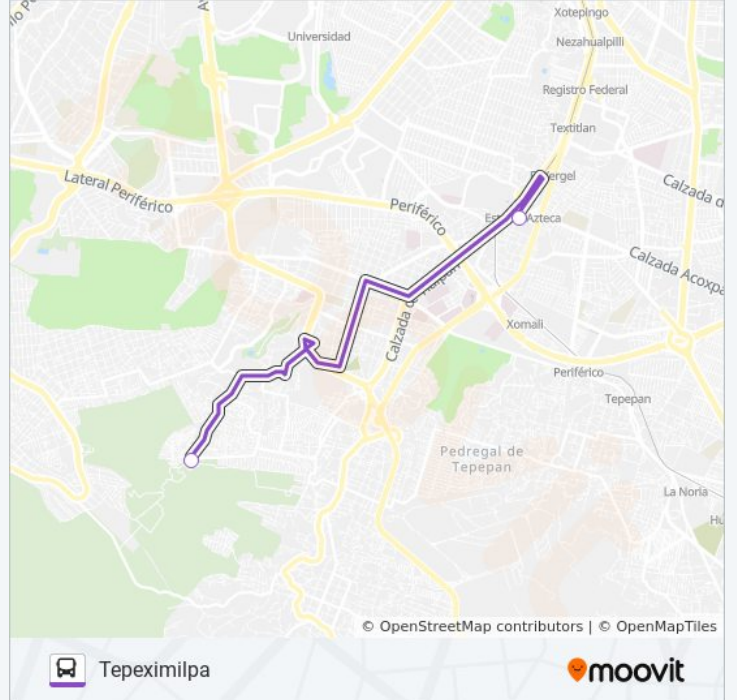 Xotepingo
Universidad
Nezahualpilli
Registro Federal
Textitlan
Lateral Periférico
Periférico
Calzada
Azteca
Calzada Acoxpa
Calzada de
Xomali
Periférico
Tepepan
Pedregal de
Tepepan
La Noria
© OpenStreetMap contributors | © OpenMapTiles
Tepeximilpa
moovit